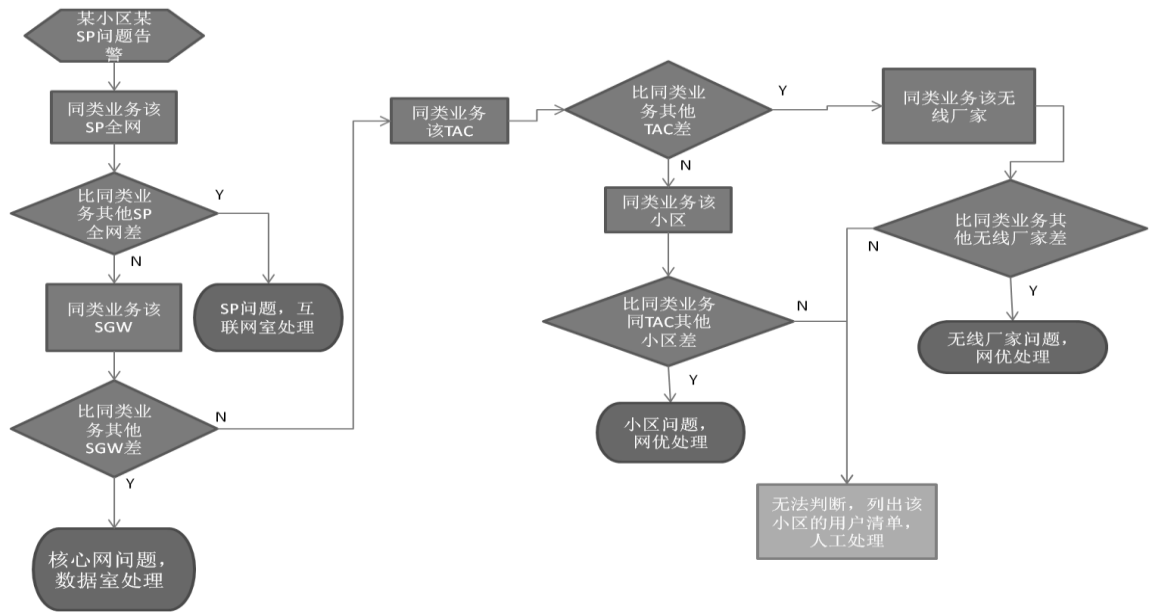 某小区某
SP问题告
警
同类业务该
SP全网
比同类业
务其他SP
全网差
Y
N
SP问题，互
联网室处理
同类业务该
SGW
比同类业
务其他
SGW差
N
Y
核心网问题，
数据室处理
同类业务
该TAC
比同类业
务其他
TAC差
Y
N
同类业务该
小区
比同类业务
同TAC其他
小区差
N
Y
小区问题，
网优处理
同类业务该无
线厂家
比同类业务其
他无线厂家差
N
Y
无线厂家问题，
网优处理
无法判断，列出该
小区的用户清单，
人工处理